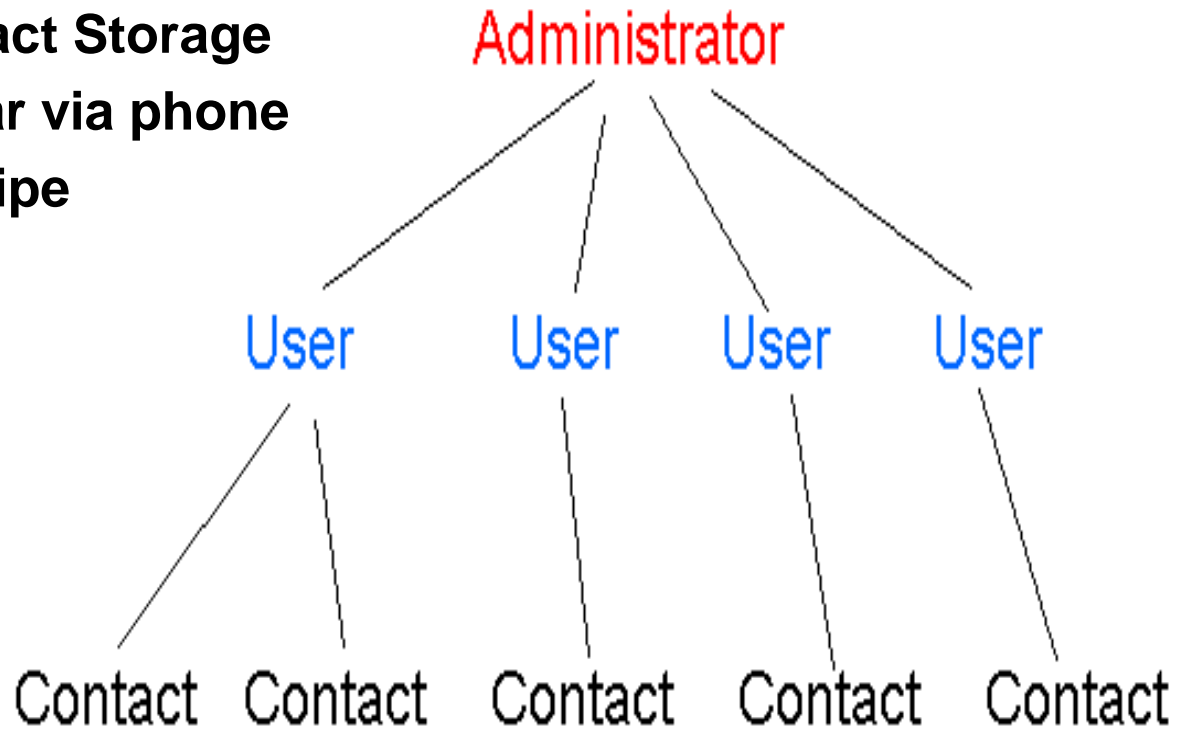 act Storage
ar via phone
ipe
Administrator
User User User User
Contact Contact Contact Contact Contact